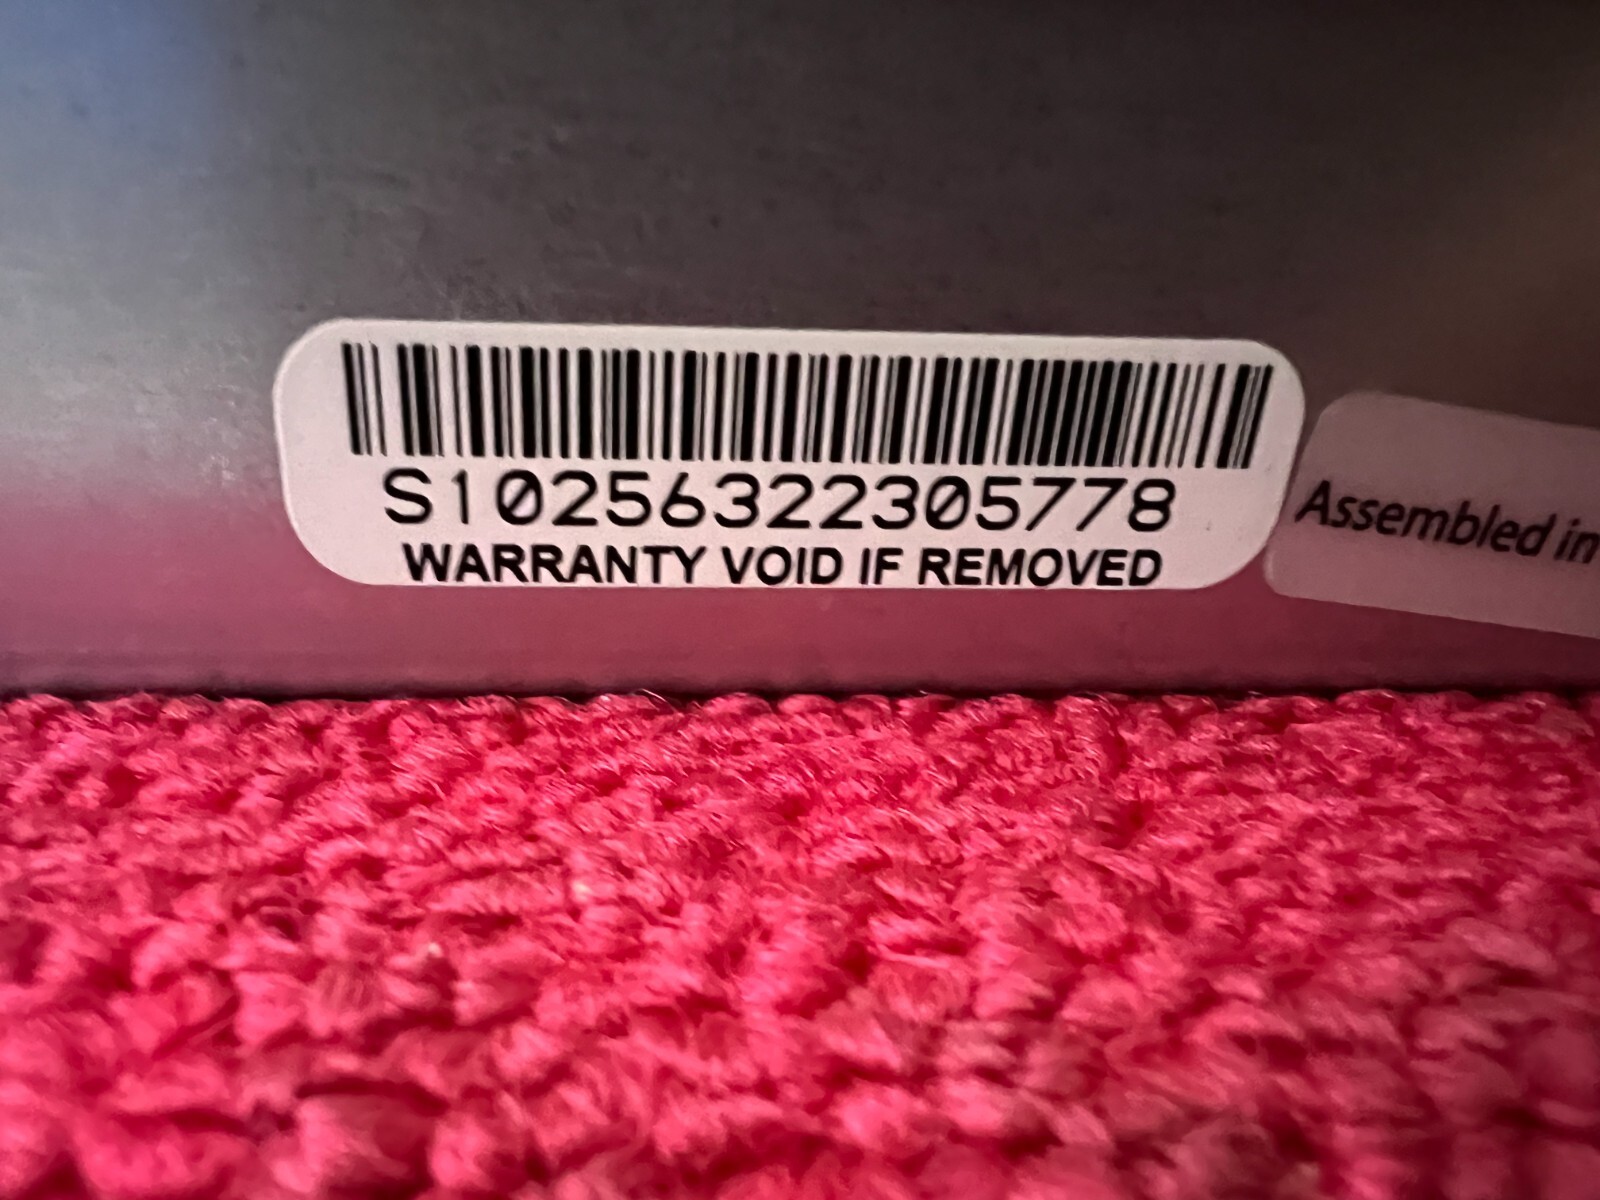 S10256322305778
WARRANTY VOID IF REMOVED
Assembled in